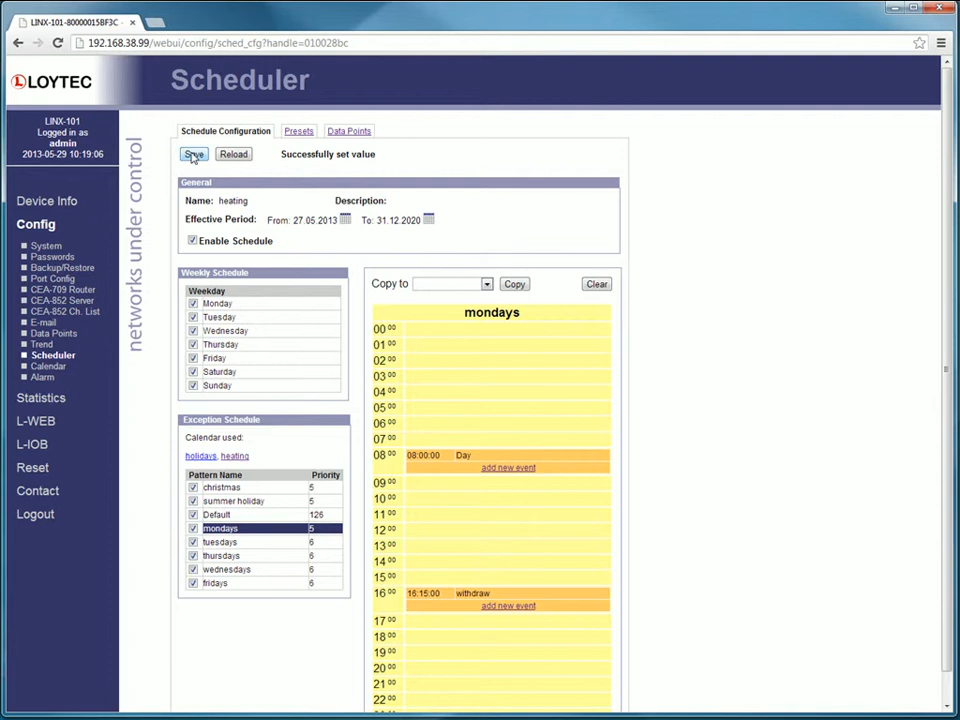 LINX-101-80000015BF3C -
192.168.38.99/webui/config/sched_cfg?handle=010028bc
LOYTEC
Scheduler
LINX-101
Logged in as
admin
2013-05-29 10:19:06
networks under control
Device Info
Config
System
Passwords
Backup/Restore
Port Config
CEA-709 Router
CEA-852 Server
CEA-852 Ch. List
E-mail
Data Points
Trend
Scheduler
Calendar
Alarm
Statistics
L-WEB
L-IOB
Reset
Contact
Logout
Schedule Configuration Presets Data Points
Save Reload Successfully set value
General
Name: heating Description:
Effective Period: From: 27.05.2013 To: 31.12.2020
Enable Schedule
Weekly Schedule
Weekday
Monday
Tuesday
Wednesday
Thursday
Friday
Saturday
Sunday
Exception Schedule
Calendar used:
holidays, heating
Pattern Name Priority
christmas 5
summer holiday 5
Default 126
mondays 5
tuesdays 6
thursdays 6
wednesdays 6
fridays 6
Copy to Copy Clear
mondays
00 00
01 00
02 00
03 00
04 00
05 00
06 00
07 00
08 00 08:00:00 Day
add new event
09 00
10 00
11 00
12 00
13 00
14 00
15 00
16 00 16:15:00 withdraw
add new event
17 00
18 00
19 00
20 00
21 00
22 00